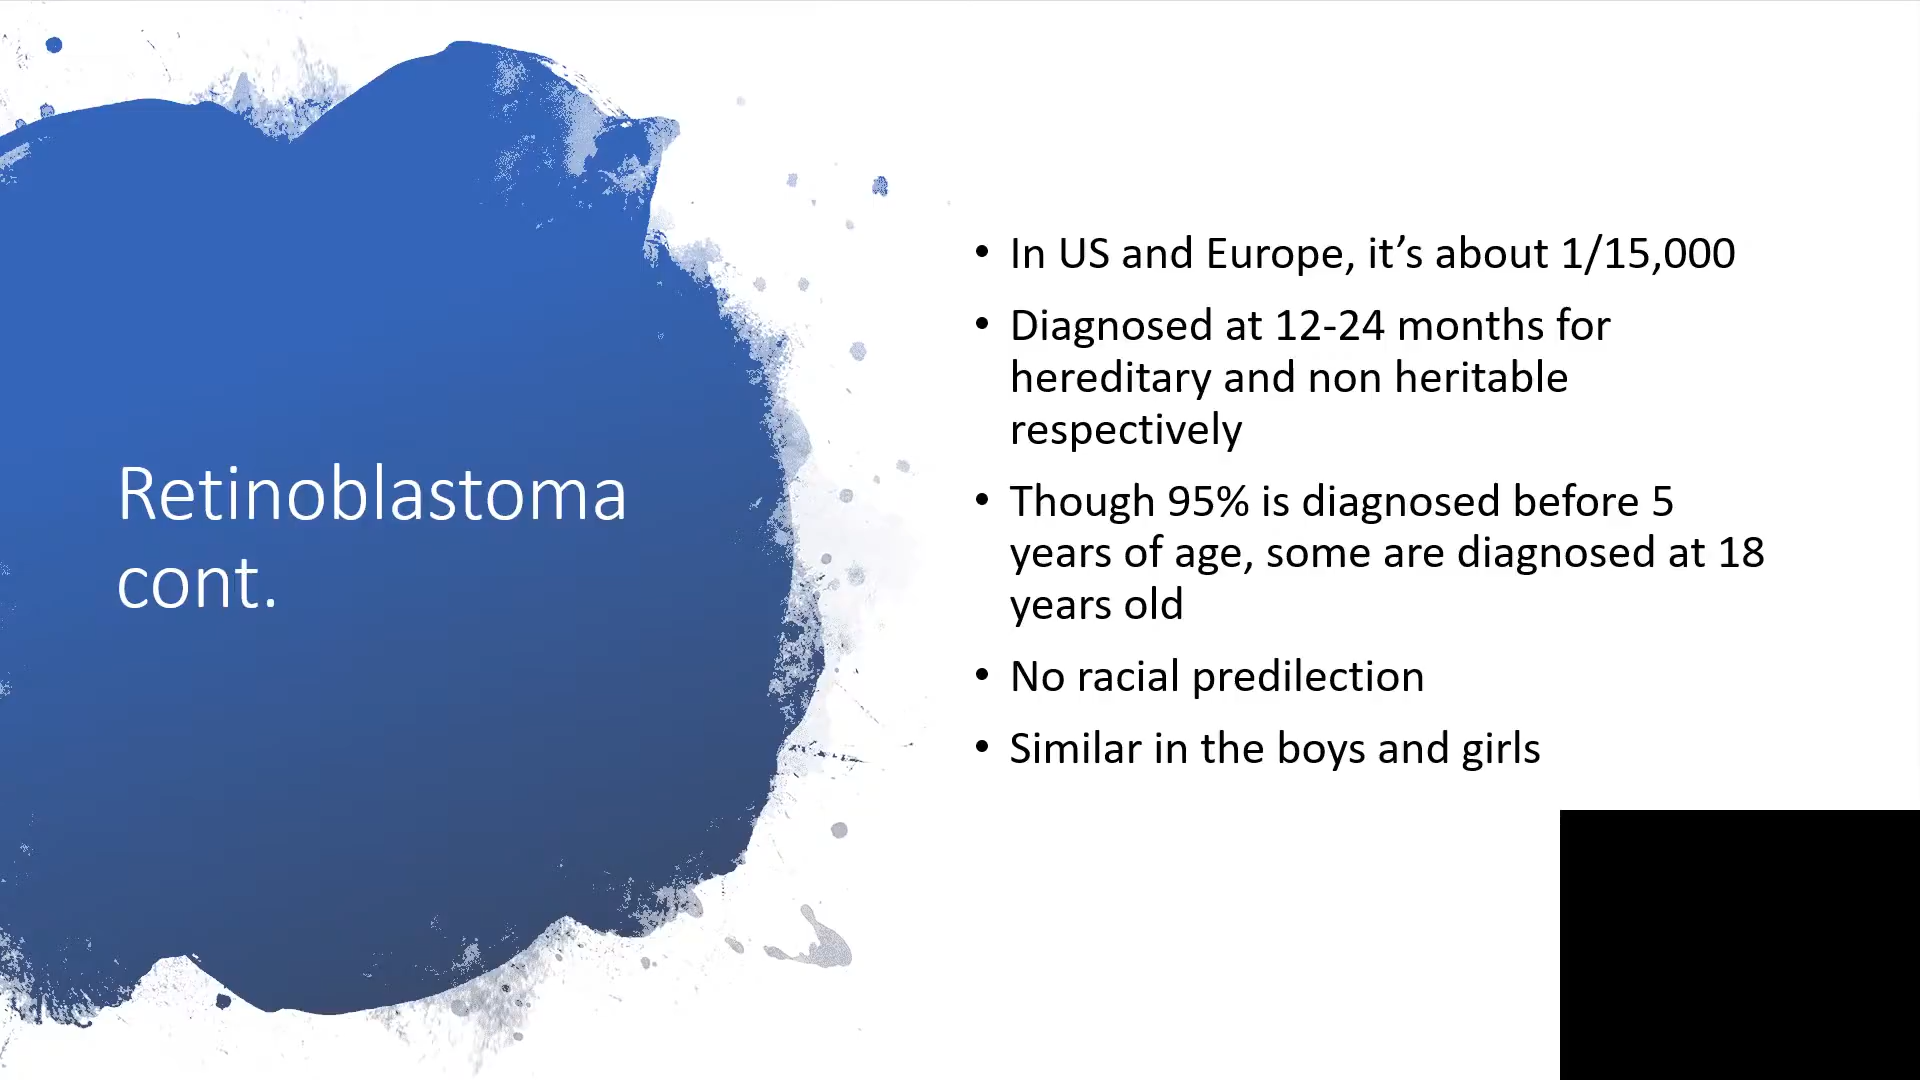 Retinoblastoma
cont.
• In US and Europe, it’s about 1/15,000
• Diagnosed at 12-24 months for
hereditary and non heritable
respectively
• Though 95% is diagnosed before 5
years of age, some are diagnosed at 18
years old
• No racial predilection
• Similar in the boys and girls